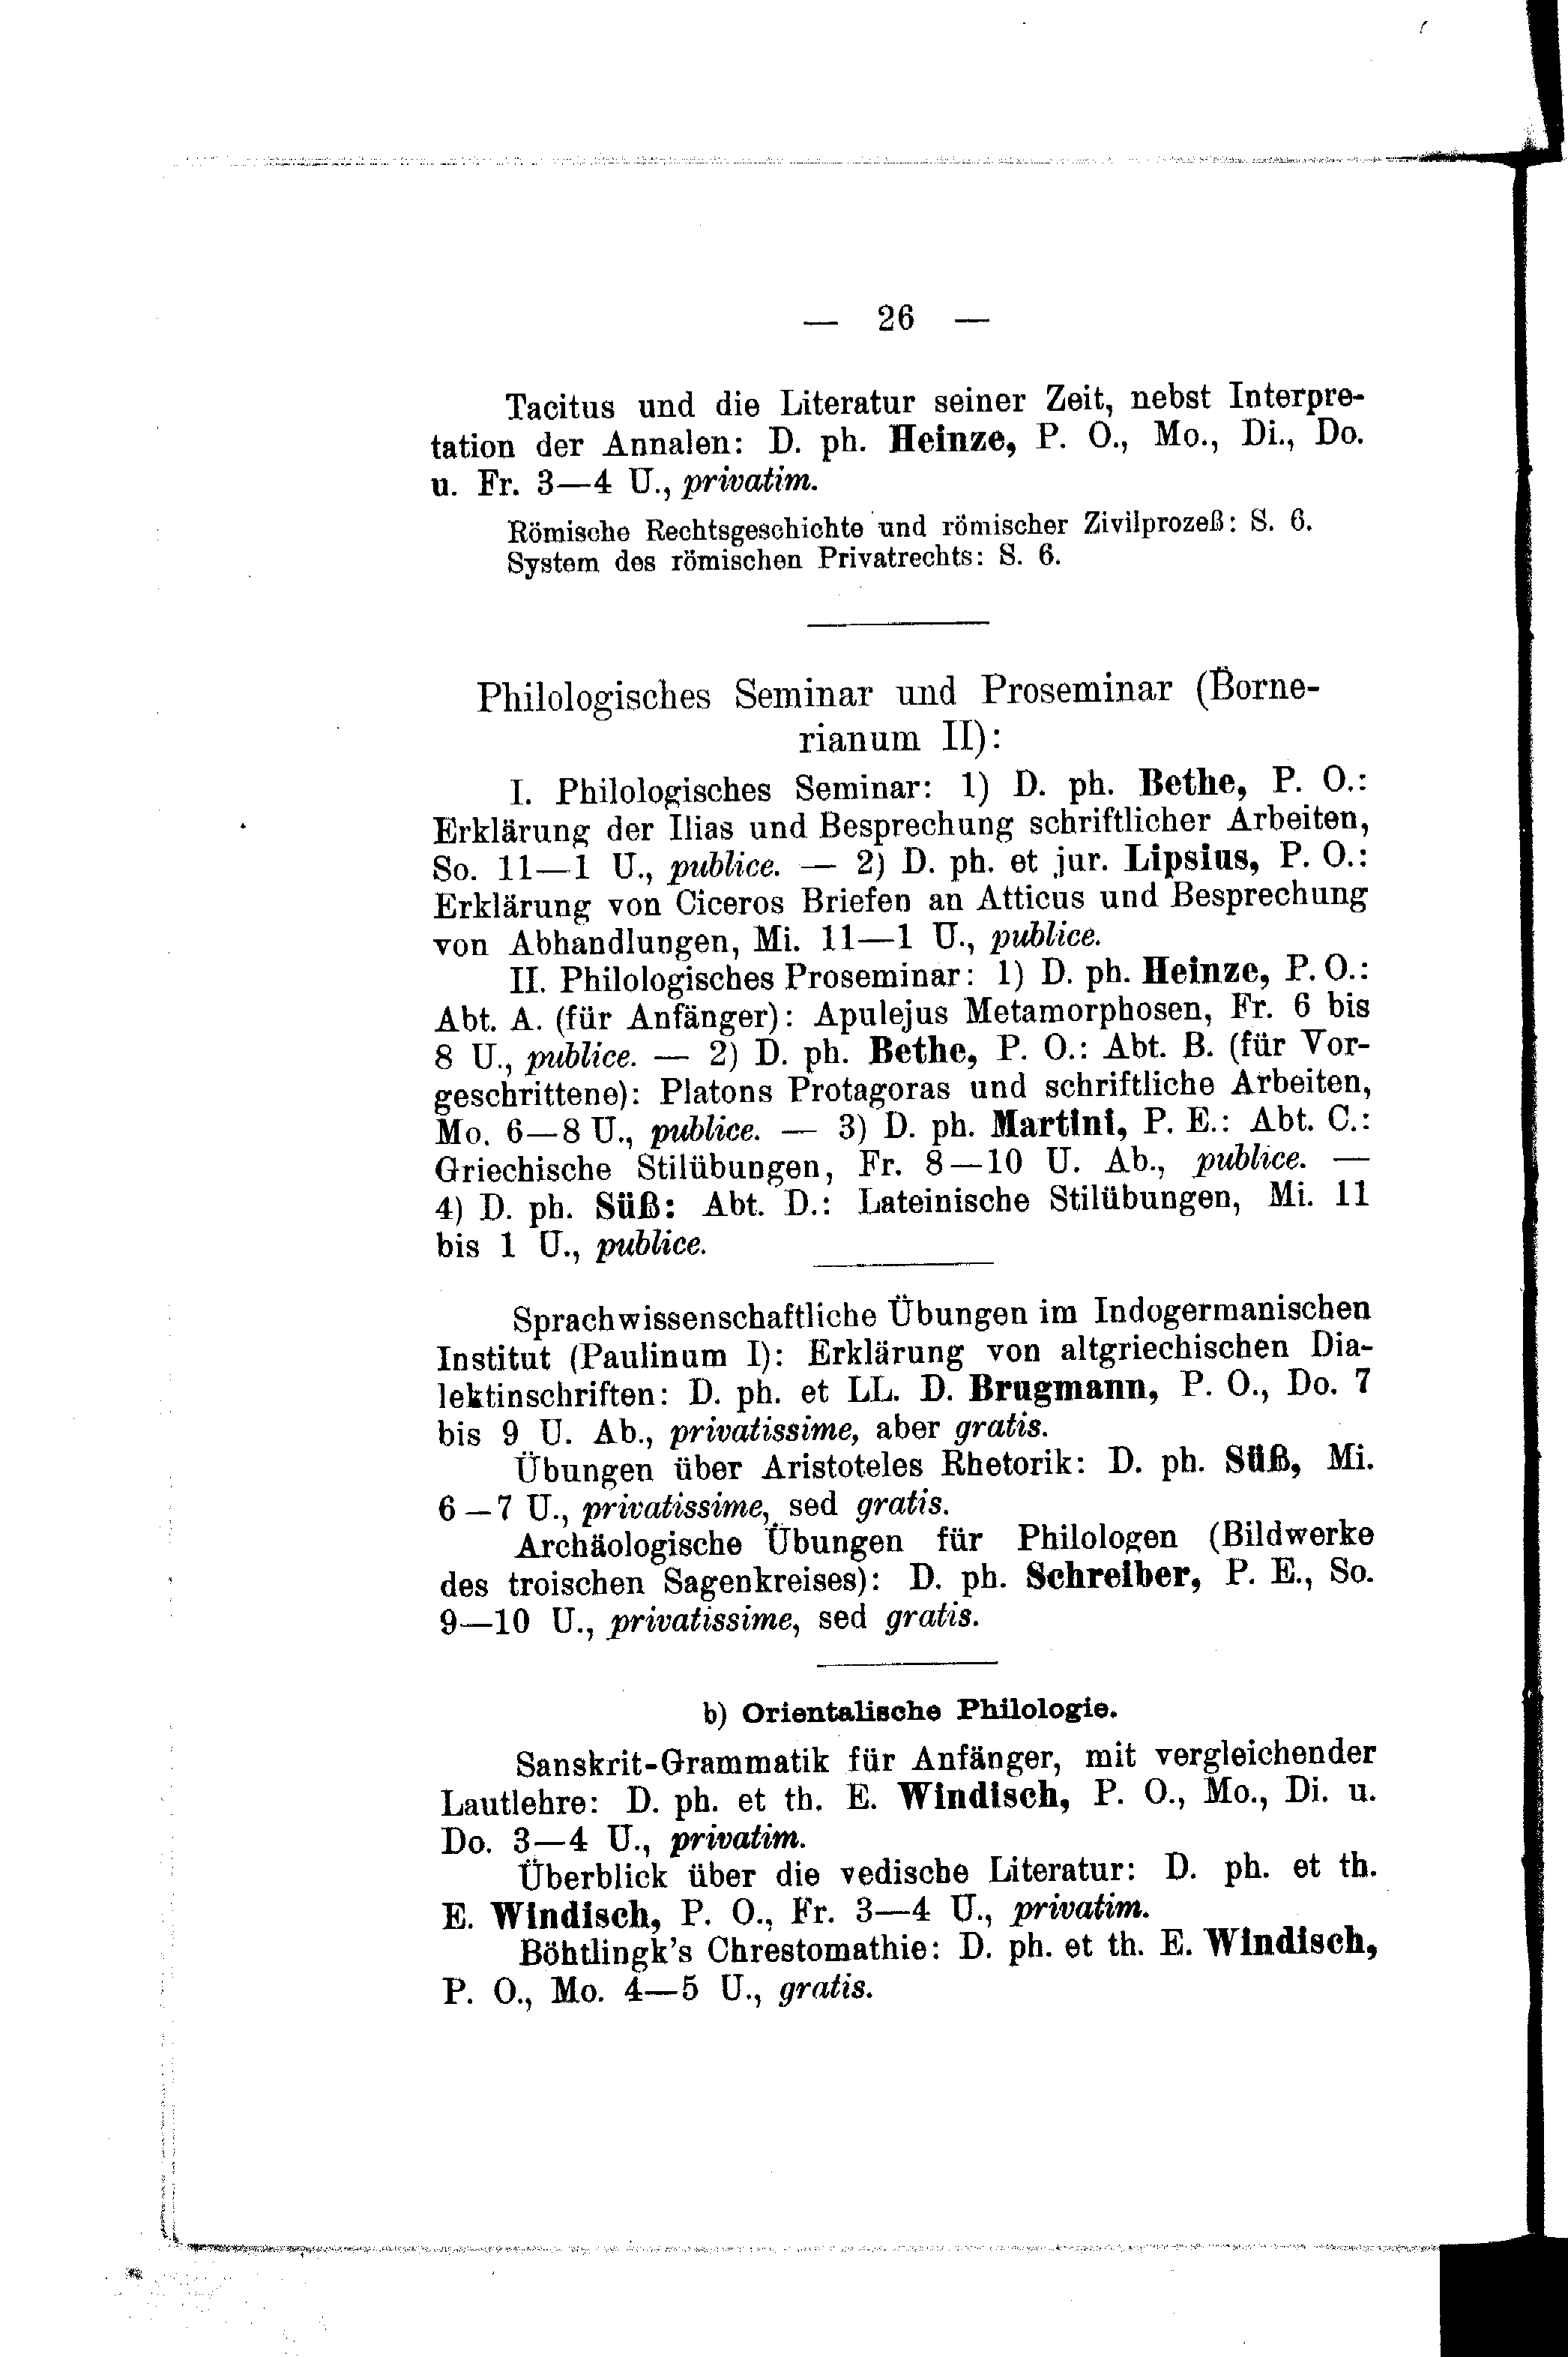 — 26 —
Tacitus und die Literatur seiner Zeit, nebst Interpre-
tation der Annalen: D. ph. Heinze, P. O., Mo., Di., Do.
u. Fr. 3—4 U., privatim.
Römische Rechtsgeschichte und römischer Zivilprozeß: S. 6.
System des römischen Privatrechts: S. 6.
Philologisches Seminar und Proseminar (Borne-
rianum II):
I. Philologisches Seminar: 1) D. ph. Bethe, P. O.:
Erklärung der Ilias und Besprechung schriftlicher Arbeiten,
So. 11—1 U., publice. — 2) D. ph. et jur. Lipsius, P. O.:
Erklärung von Ciceros Briefen an Atticus und Besprechung
von Abhandlungen, Mi. 11—1 U., publice.
II. Philologisches Proseminar: 1) D. ph. Heinze, P. O.:
Abt. A. (für Anfänger): Apulejus Metamorphosen, Fr. 6 bis
8 U., publice. — 2) D. ph. Bethe, P. O.: Abt. B. (für Vor-
geschrittene): Platons Protagoras und schriftliche Arbeiten,
Mo. 6—8 U., publice. — 3) D. ph. Martini, P. E.: Abt. C.:
Griechische Stilübungen, Fr. 8—10 U. Ab., publice. —
4) D. ph. Süß: Abt. D.: Lateinische Stilübungen, Mi. 11
bis 1 U., publice.
Sprachwissenschaftliche Übungen im Indogermanischen
Institut (Paulinum I): Erklärung von altgriechischen Dia-
lektinschriften: D. ph. et LL. D. Brugmann, P. O., Do. 7
bis 9 U. Ab., privatissime, aber gratis.
Übungen über Aristoteles Rhetorik: D. ph. Süß, Mi.
6—7 U., privatissime, sed gratis.
Archäologische Übungen für Philologen (Bildwerke
des troischen Sagenkreises): D. ph. Schreiber, P. E., So.
9—10 U., privatissime, sed gratis.
b) Orientalische Philologie.
Sanskrit-Grammatik für Anfänger, mit vergleichender
Lautlehre: D. ph. et th. E. Windisch, P. O., Mo., Di. u.
Do. 3—4 U., privatim.
Überblick über die vedische Literatur: D. ph. et th.
E. Windisch, P. O., Fr. 3—4 U., privatim.
Böhtlingk's Chrestomathie: D. ph. et th. E. Windisch,
P. O., Mo. 4—5 U., gratis.